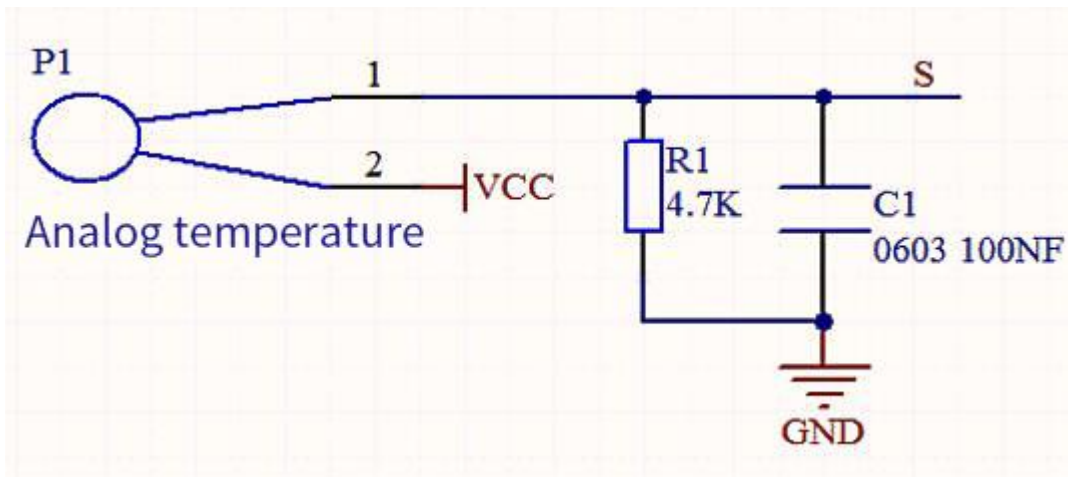 P1
1
S
2
VCC
R1
4.7K
C1
0603 100NF
Analog temperature
GND